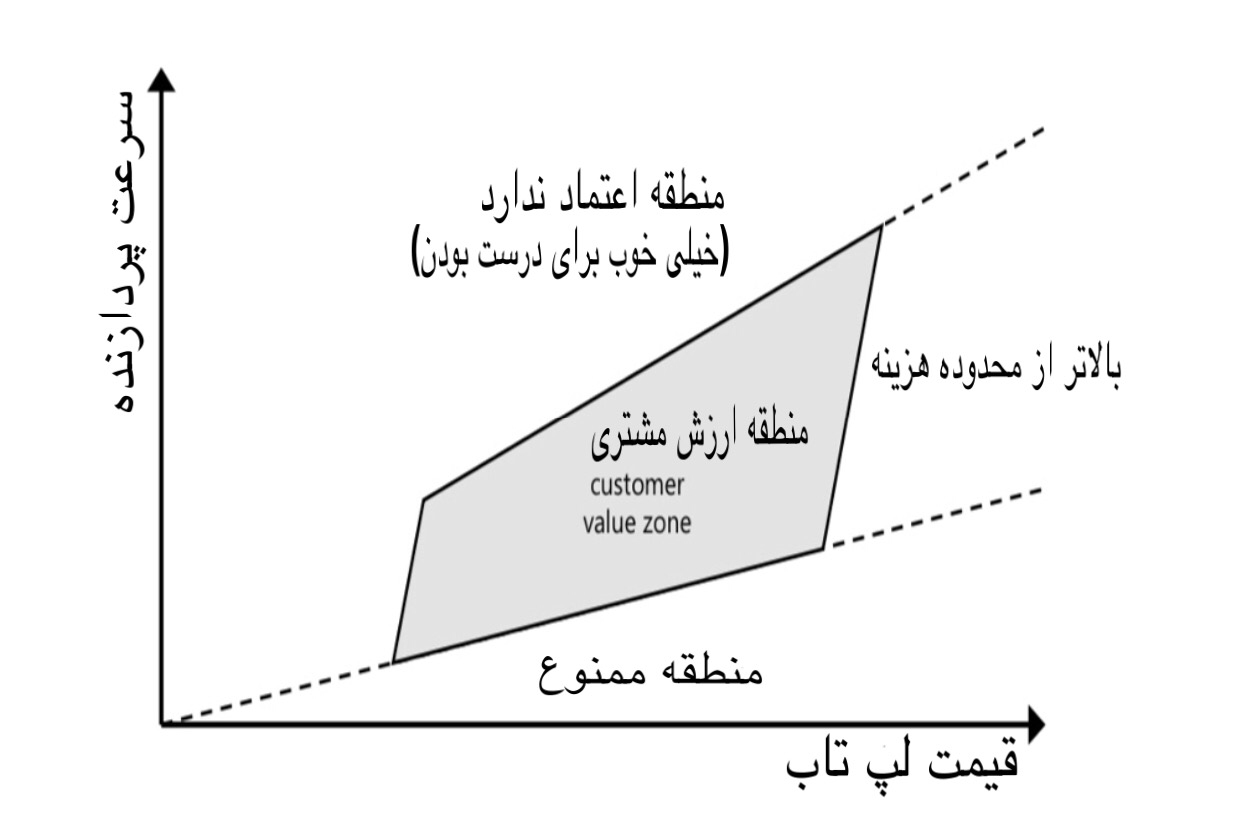 سرعت پردازنده
منطقه اعتماد ندارد
(خیلی خوب برای درست بودن)
بالاتر از محدوده هزینه
منطقه ارزش مشتری
customer
value zone
منطقه ممنوع
قیمت لپ تاب